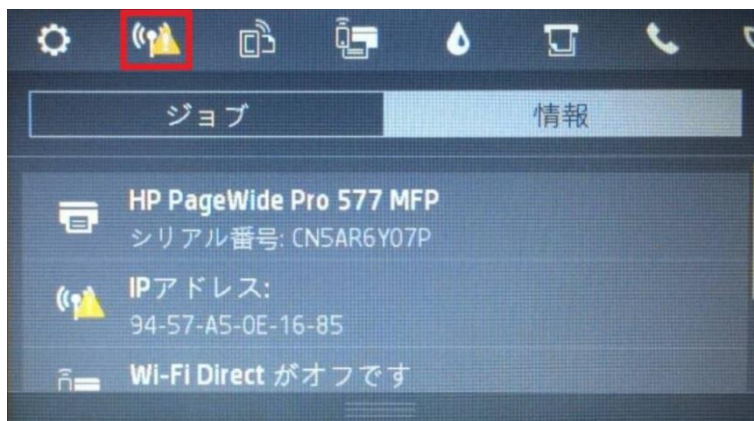 ジョブ
情報
HP PageWide Pro 577 MFP
シリアル番号: CN5AR6Y07P
IPアドレス:
94-57-A5-0E-16-85
Wi-Fi Direct がオフです